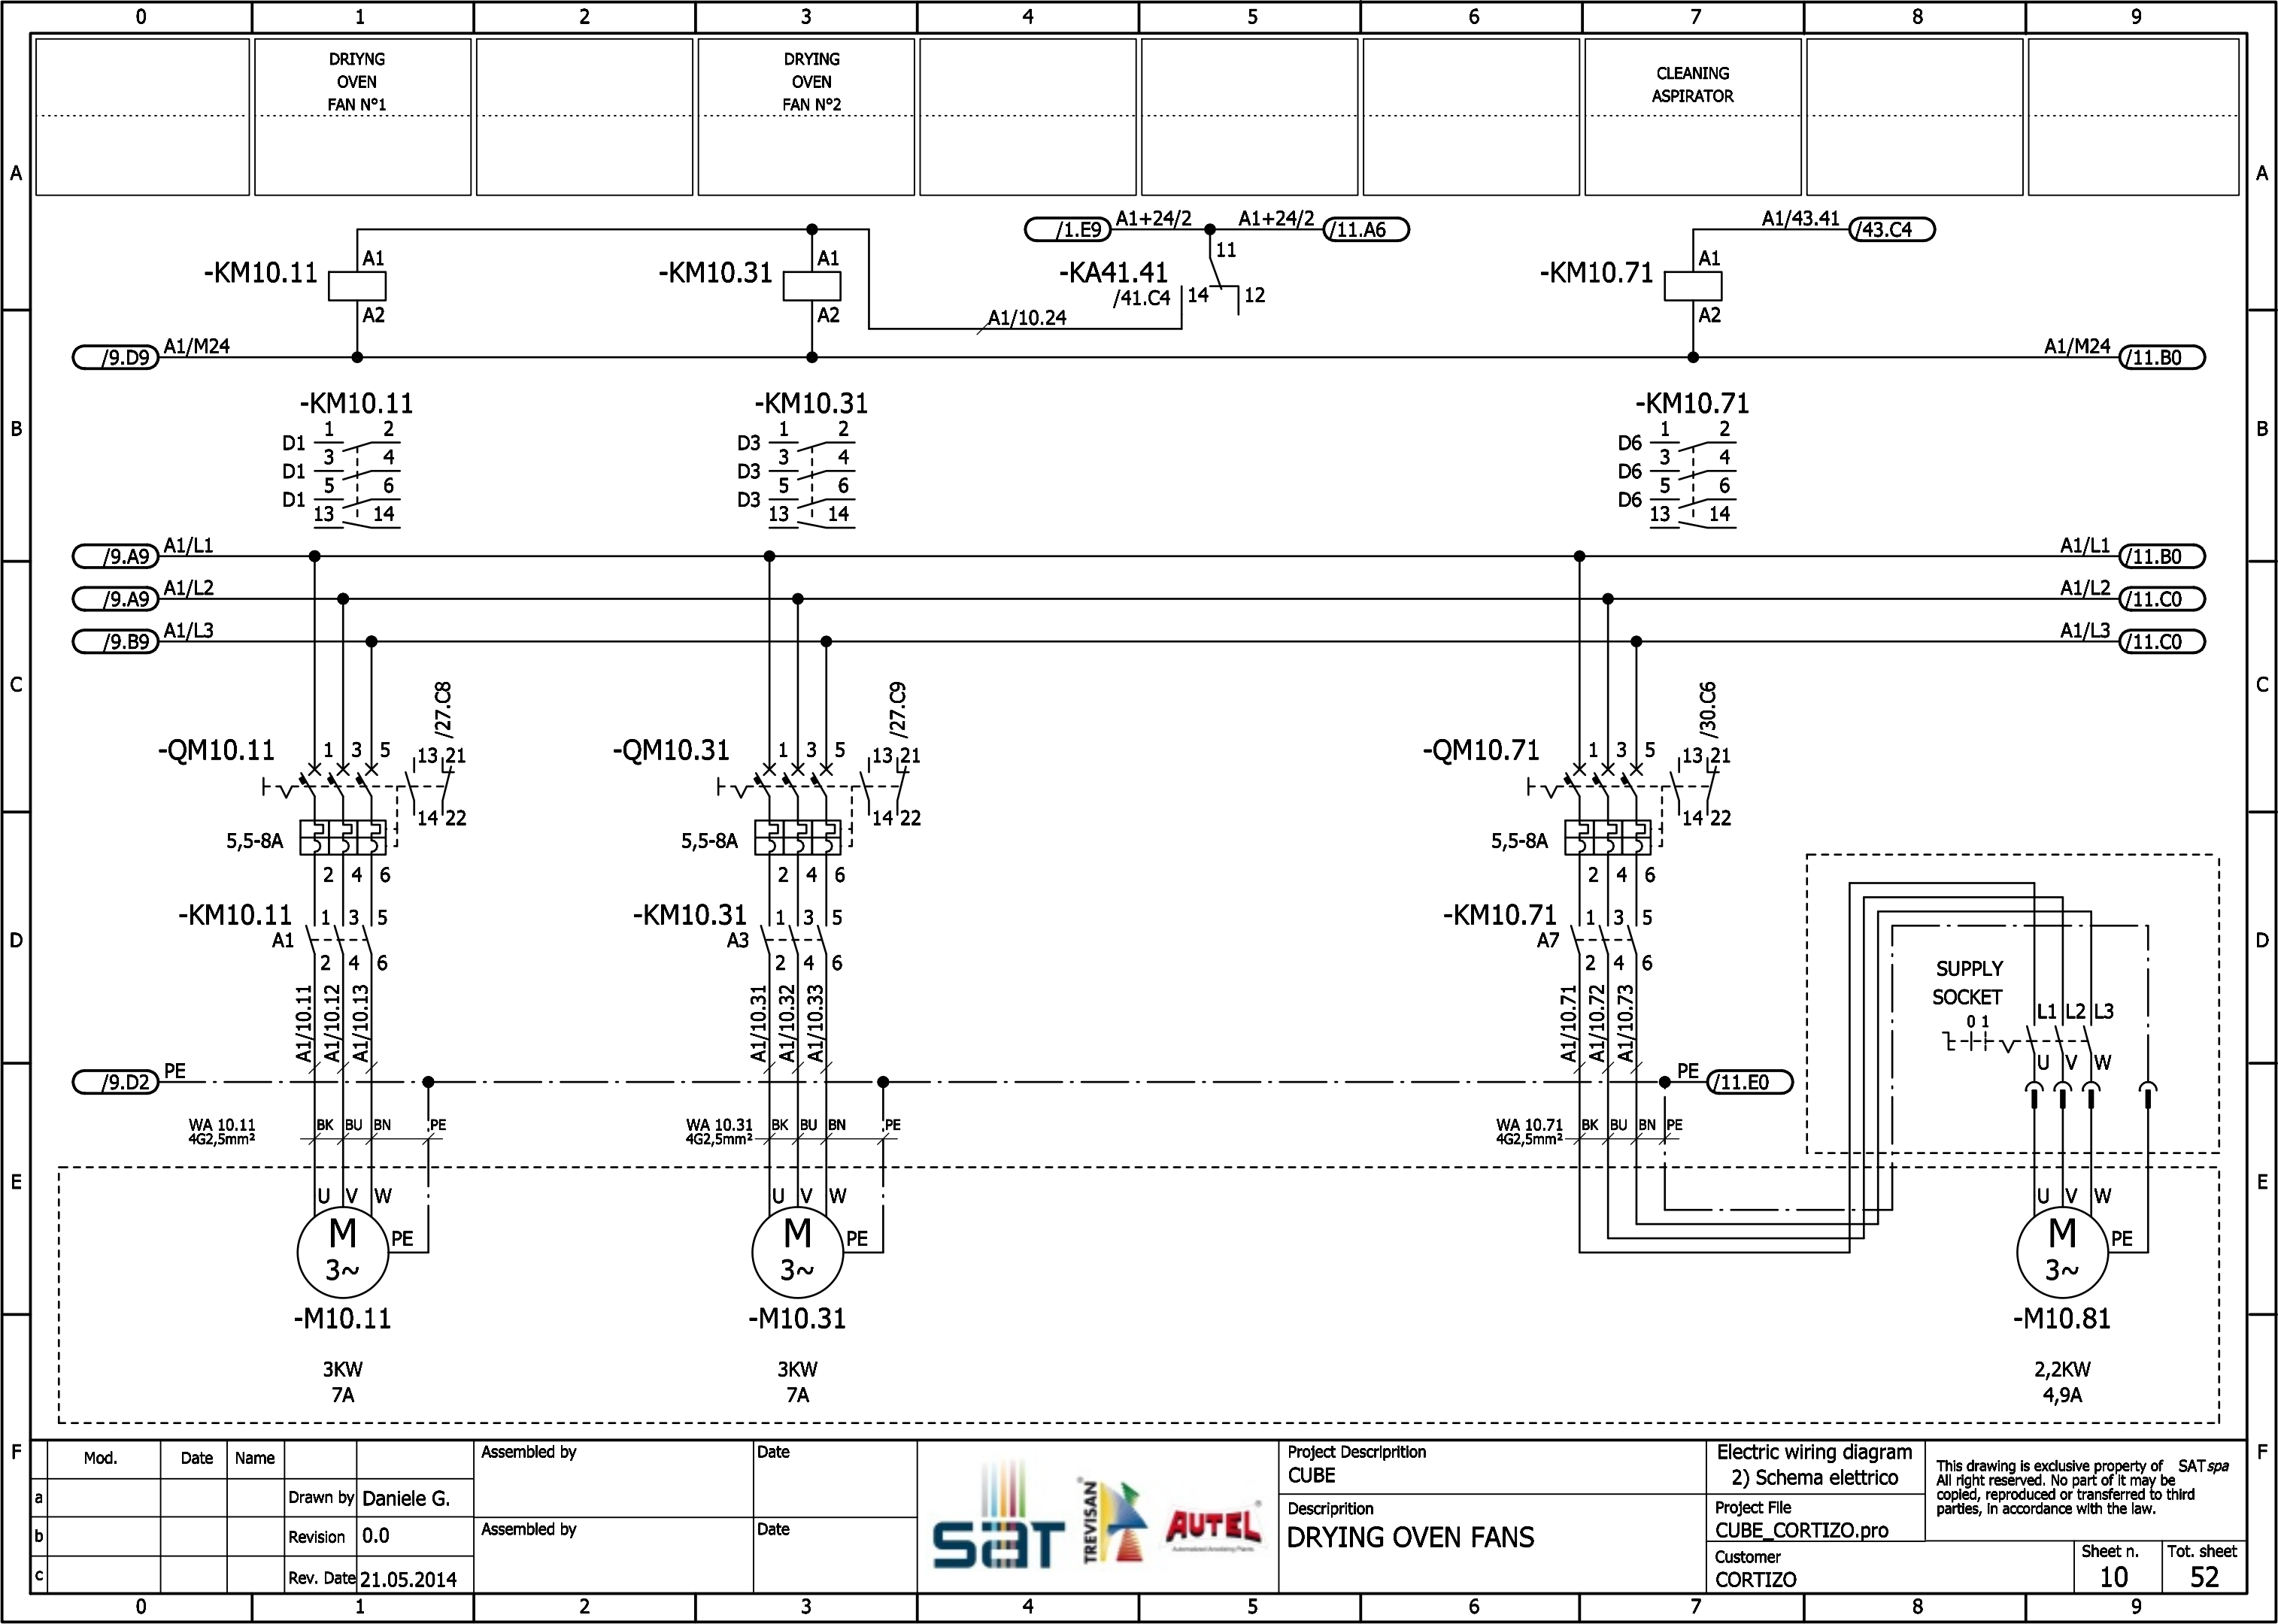 0 1 2 3 4 5 6 7 8 9
DRIYNG
OVEN
FAN N°1
DRYING
OVEN
FAN N°2
CLEANING
ASPIRATOR
A A
/1.E9 A1+24/2 A1+24/2 /11.A6
A1/43.41 /43.C4
-KM10.11 A1
A2
-KM10.31 A1
A2
-KA41.41
/41.C4
11
14 12
A1/10.24
-KM10.71 A1
A2
/9.D9 A1/M24 A1/M24 /11.B0
B B
-KM10.11
D1 1 2
D1 3 4
D1 5 6
13 14
-KM10.31
D3 1 2
D3 3 4
D3 5 6
13 14
-KM10.71
D6 1 2
D6 3 4
D6 5 6
13 14
/9.A9 A1/L1 A1/L1 /11.B0
/9.A9 A1/L2 A1/L2 /11.C0
/9.B9 A1/L3 A1/L3 /11.C0
C C
/27.C8
-QM10.11 1 3 5 13 21
14 22
5,5-8A
2 4 6
/27.C9
-QM10.31 1 3 5 13 21
14 22
5,5-8A
2 4 6
/30.C6
-QM10.71 1 3 5 13 21
14 22
5,5-8A
2 4 6
D D
-KM10.11 1 3 5
A1
2 4 6
A1/10.11
A1/10.12
A1/10.13
-KM10.31 1 3 5
A3
2 4 6
A1/10.31
A1/10.32
A1/10.33
-KM10.71 1 3 5
A7
2 4 6
A1/10.71
A1/10.72
A1/10.73
SUPPLY
SOCKET
0 1
L1 L2 L3
U V W
/9.D2 PE PE /11.E0
WA 10.11
4G2,5mm²
BK BU BN PE
WA 10.31
4G2,5mm²
BK BU BN PE
WA 10.71
4G2,5mm²
BK BU BN PE
E E
U V W
M
3~
PE
-M10.11
3KW
7A
U V W
M
3~
PE
-M10.31
3KW
7A
U V W
M
3~
PE
-M10.81
2,2KW
4,9A
F F
Mod. Date Name
a
b
c
Drawn by Daniele G.
Revision 0.0
Rev. Date 21.05.2014
Assembled by Date
Assembled by Date
SAT
TREVISAN
AUTEL
Project Descriprition
CUBE
Descriprition
DRYING OVEN FANS
Electric wiring diagram
2) Schema elettrico
Project File
CUBE_CORTIZO.pro
Customer
CORTIZO
This drawing is exclusive property of SAT spa
All right reserved. No part of it may be
copied, reproduced or transferred to third
parties, in accordance with the law.
Sheet n.
10
Tot. sheet
52
0 1 2 3 4 5 6 7 8 9